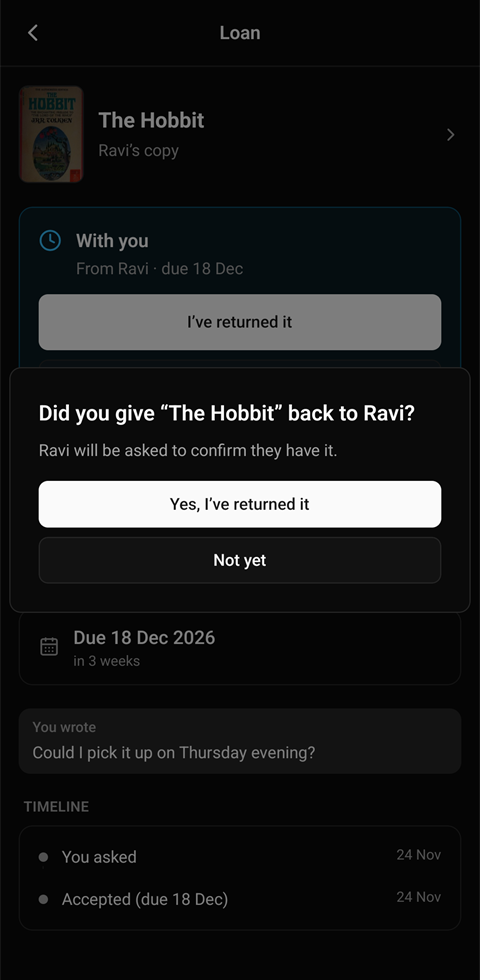 Loan
THE
HOBBIT
The Hobbit
Ravi's copy
With you
From Ravi · due 18 Dec
I've returned it
Did you give “The Hobbit” back to Ravi?
Ravi will be asked to confirm they have it.
Yes, I've returned it
Not yet
Due 18 Dec 2026
in 3 weeks
You wrote
Could I pick it up on Thursday evening?
TIMELINE
You asked
24 Nov
Accepted (due 18 Dec)
24 Nov